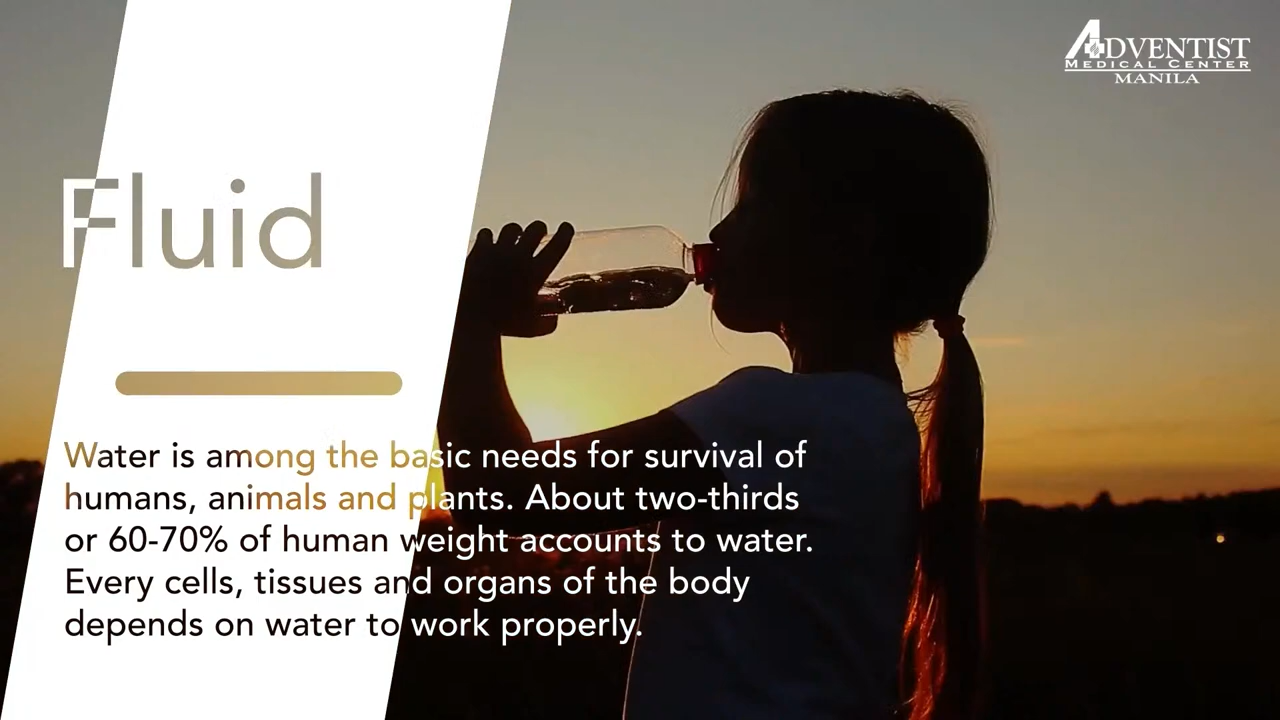 ADVENTIST
MEDICAL CENTER
MANILA
Fluid
Water is among the basic needs for survival of
humans, animals and plants. About two-thirds
or 60-70% of human weight accounts to water.
Every cells, tissues and organs of the body
depends on water to work properly.